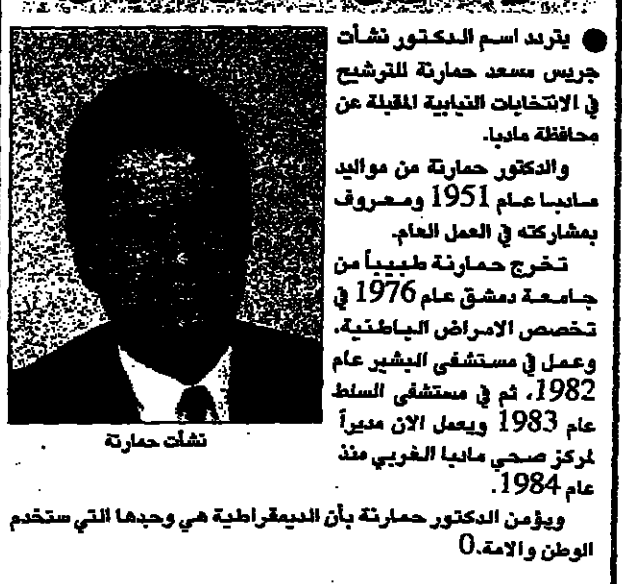 ● يتردد اسم الدكتور نشأت
جريس مسعد حمارنة للترشيح
في الانتخابات النيابية المقبلة عن
محافظة مادبا.
والدكتور حمارنة من مواليد
مادبا عام 1951 ومعروف
بمشاركته في العمل العام.
تخرج حمارنة طبيباً من
جامعة دمشق عام 1976 في
تخصص الامراض الباطنية،
وعمل في مستشفى البشير عام
1982، ثم في مستشفى السلط
عام 1983 ويعمل الان مديراً
لمركز صحي مادبا الغربي منذ
عام 1984.
نشأت حمارنة
ويؤمن الدكتور حمارنة بأن الديمقراطية هي وحدها التي ستخدم
الوطن والامة.0